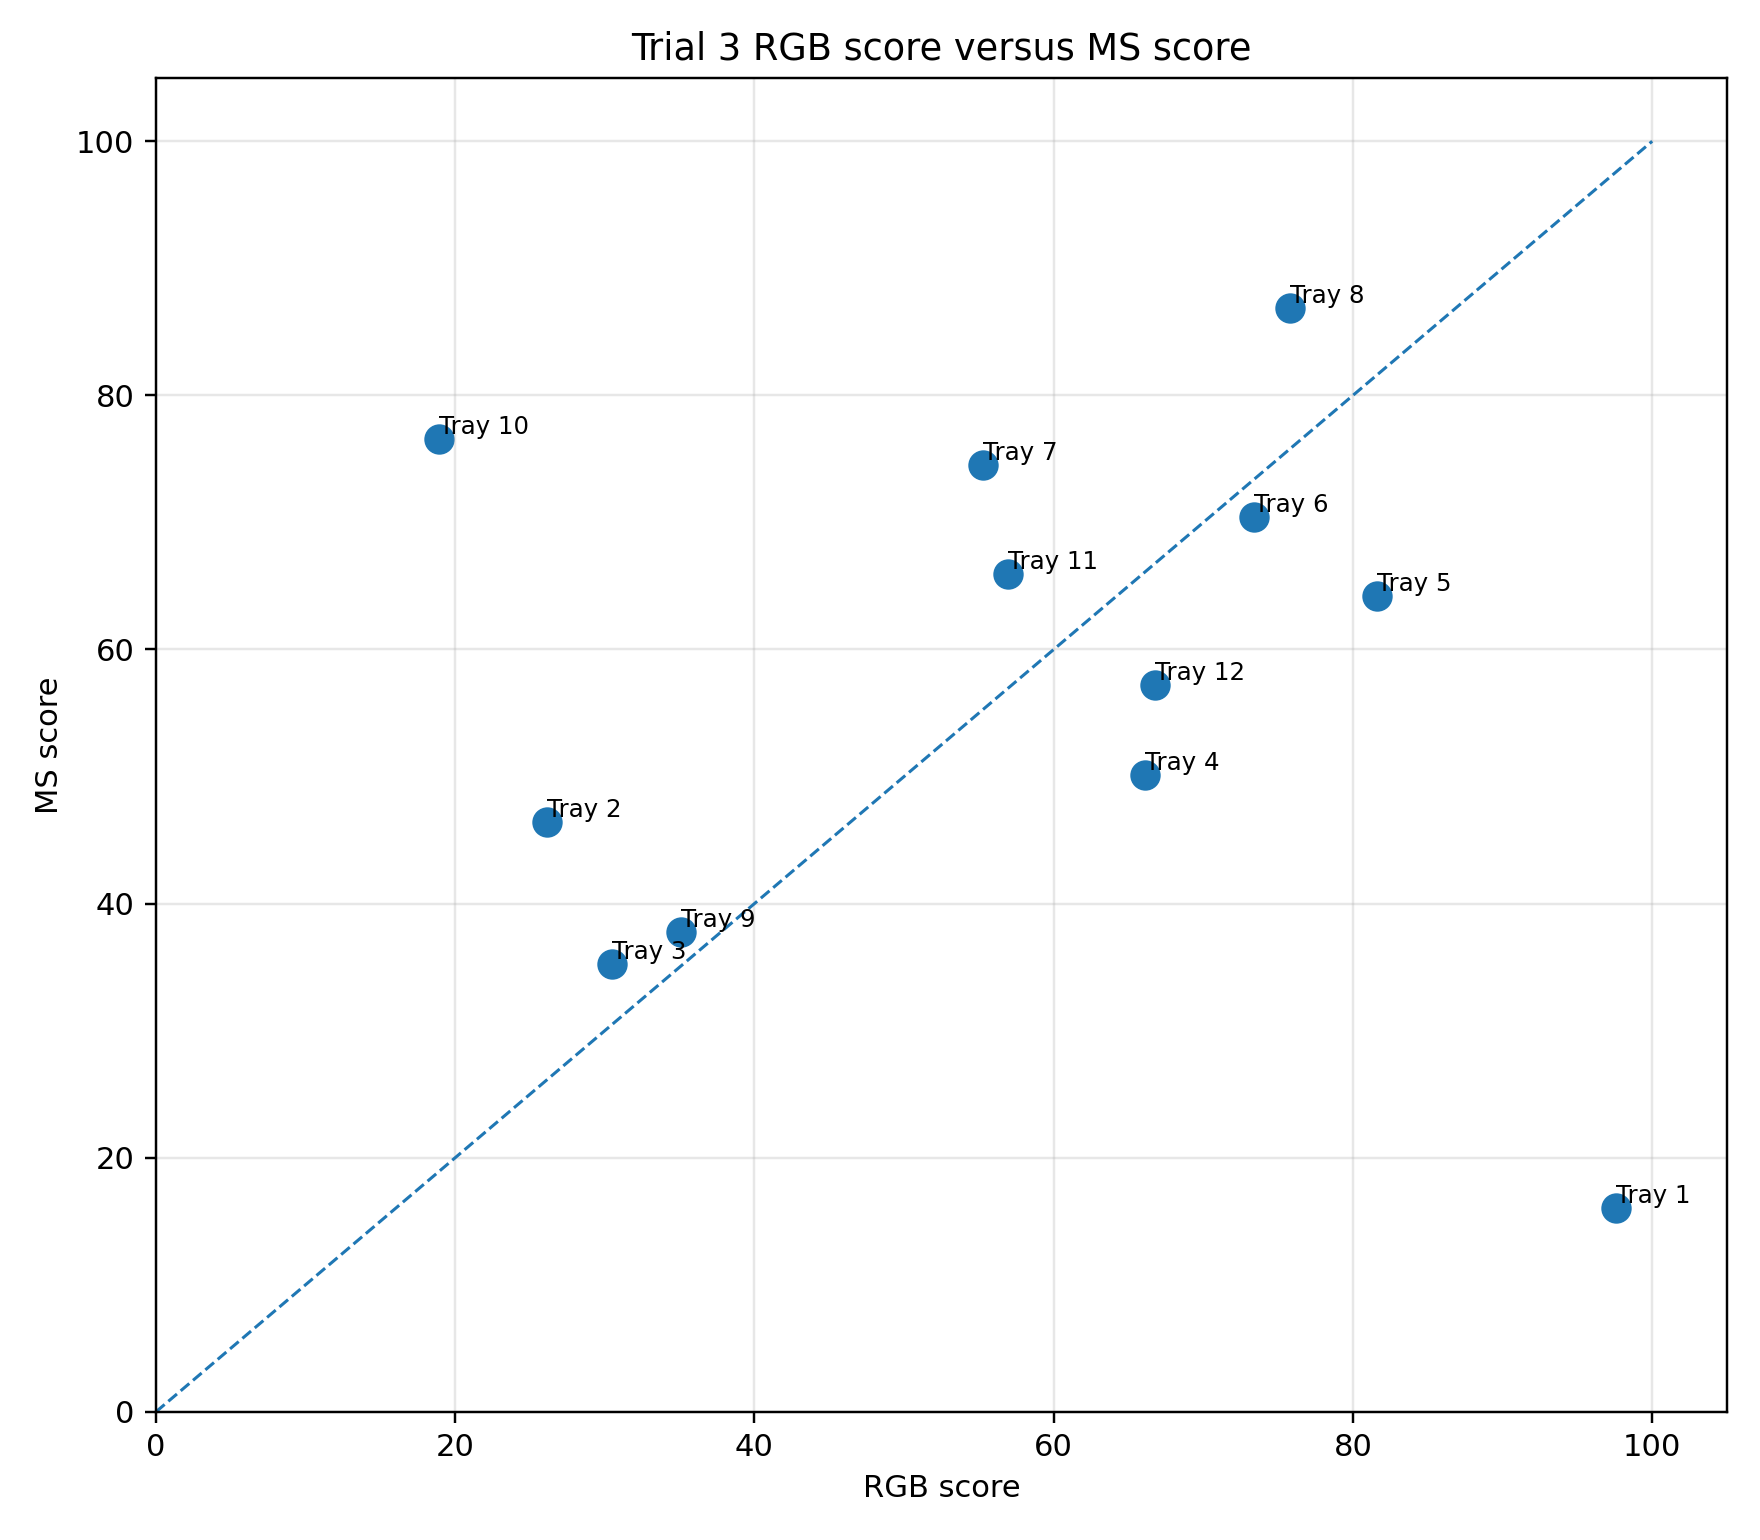 Trial 3 RGB score versus MS score
100
80
60
40
20
0
MS score
Tray 8
Tray 10
Tray 7
Tray 6
Tray 11
Tray 5
Tray 12
Tray 4
Tray 2
Tray 9
Tray 3
Tray 1
0 20 40 60 80 100
RGB score